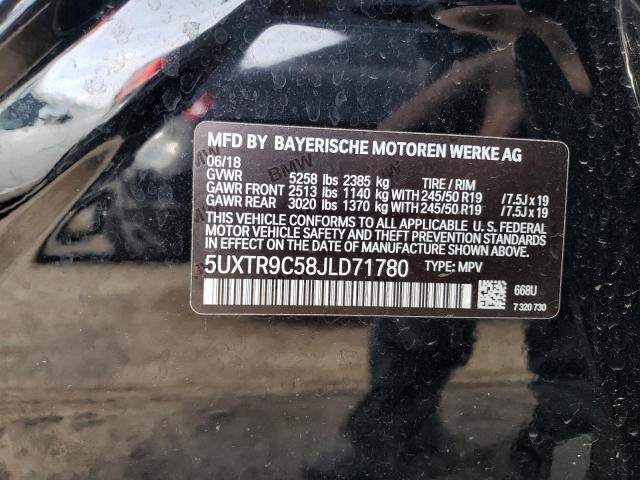 MFD BY BAYERISCHE MOTOREN WERKE AG
06/18
GVWR 5258 lbs 2385 kg TIRE / RIM
GAWR FRONT 2513 lbs 1140 kg WITH 245/50 R19 /7.5J x 19
GAWR REAR 3020 lbs 1370 kg WITH 245/50 R19 /7.5J x 19
THIS VEHICLE CONFORMS TO ALL APPLICABLE U. S. FEDERAL
MOTOR VEHICLE SAFETY, BUMPER, AND THEFT PREVENTION
STANDARDS IN EFFECT ON THE DATE OF MANUFACTURE SHOWN ABOVE.
5UXTR9C58JLD71780 TYPE: MPV
668U
7 320 730